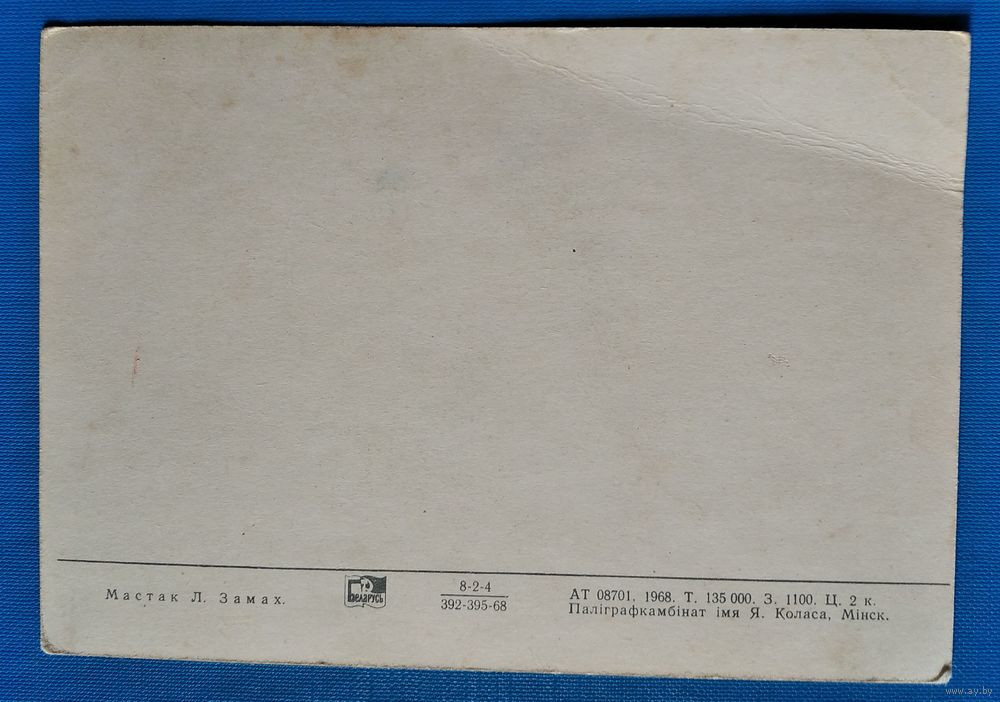 Мастак Л. Замах.
Беларусь
8-2-4
392-395-68
АТ 08701. 1968. Т. 135 000. З. 1100. Ц. 2 к.
Паліграфкамбінат імя Я. Коласа, Мінск.
www.ay.by